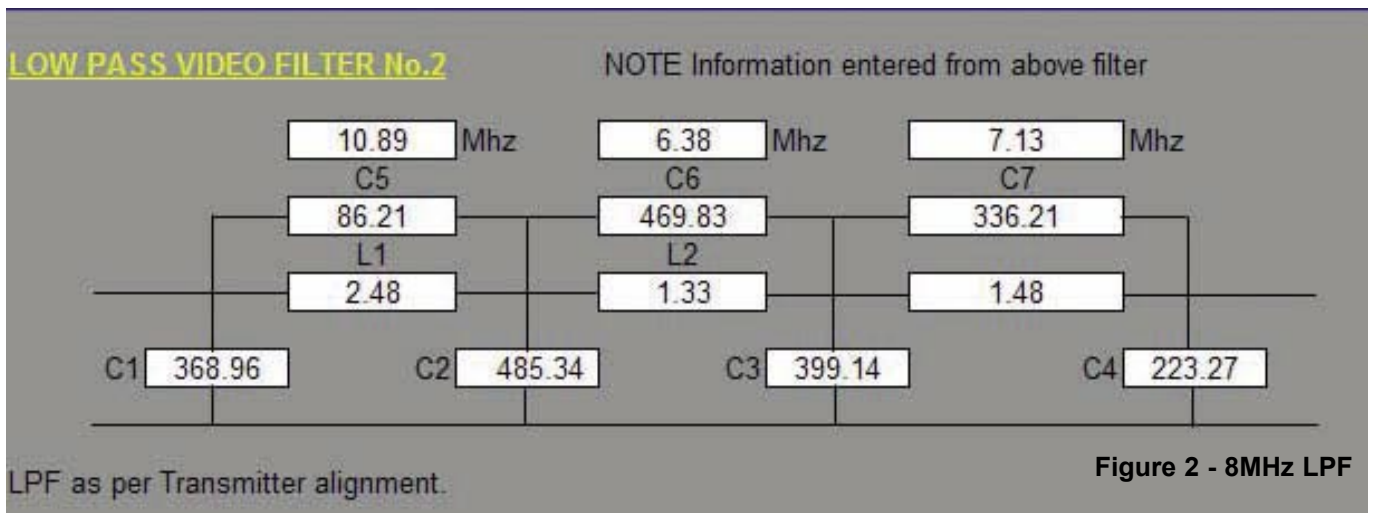 LOW PASS VIDEO FILTER No.2
NOTE Information entered from above filter
10.89 Mhz 6.38 Mhz 7.13 Mhz
C5 C6 C7
86.21 469.83 336.21
L1 L2
2.48 1.33 1.48
C1 368.96 C2 485.34 C3 399.14 C4 223.27
LPF as per Transmitter alignment.
Figure 2 - 8MHz LPF